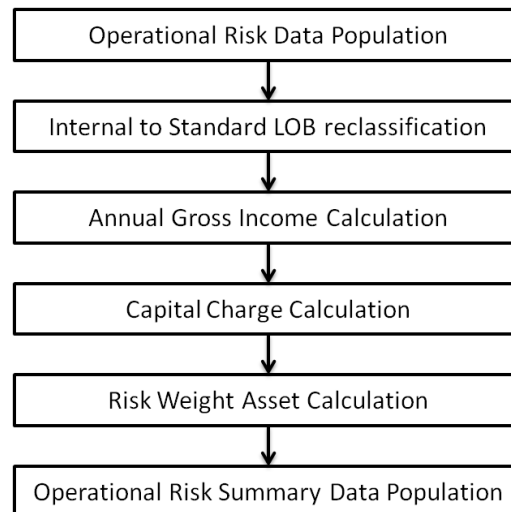 Operational Risk Data Population
Internal to Standard LOB reclassification
Annual Gross Income Calculation
Capital Charge Calculation
Risk Weight Asset Calculation
Operational Risk Summary Data Population